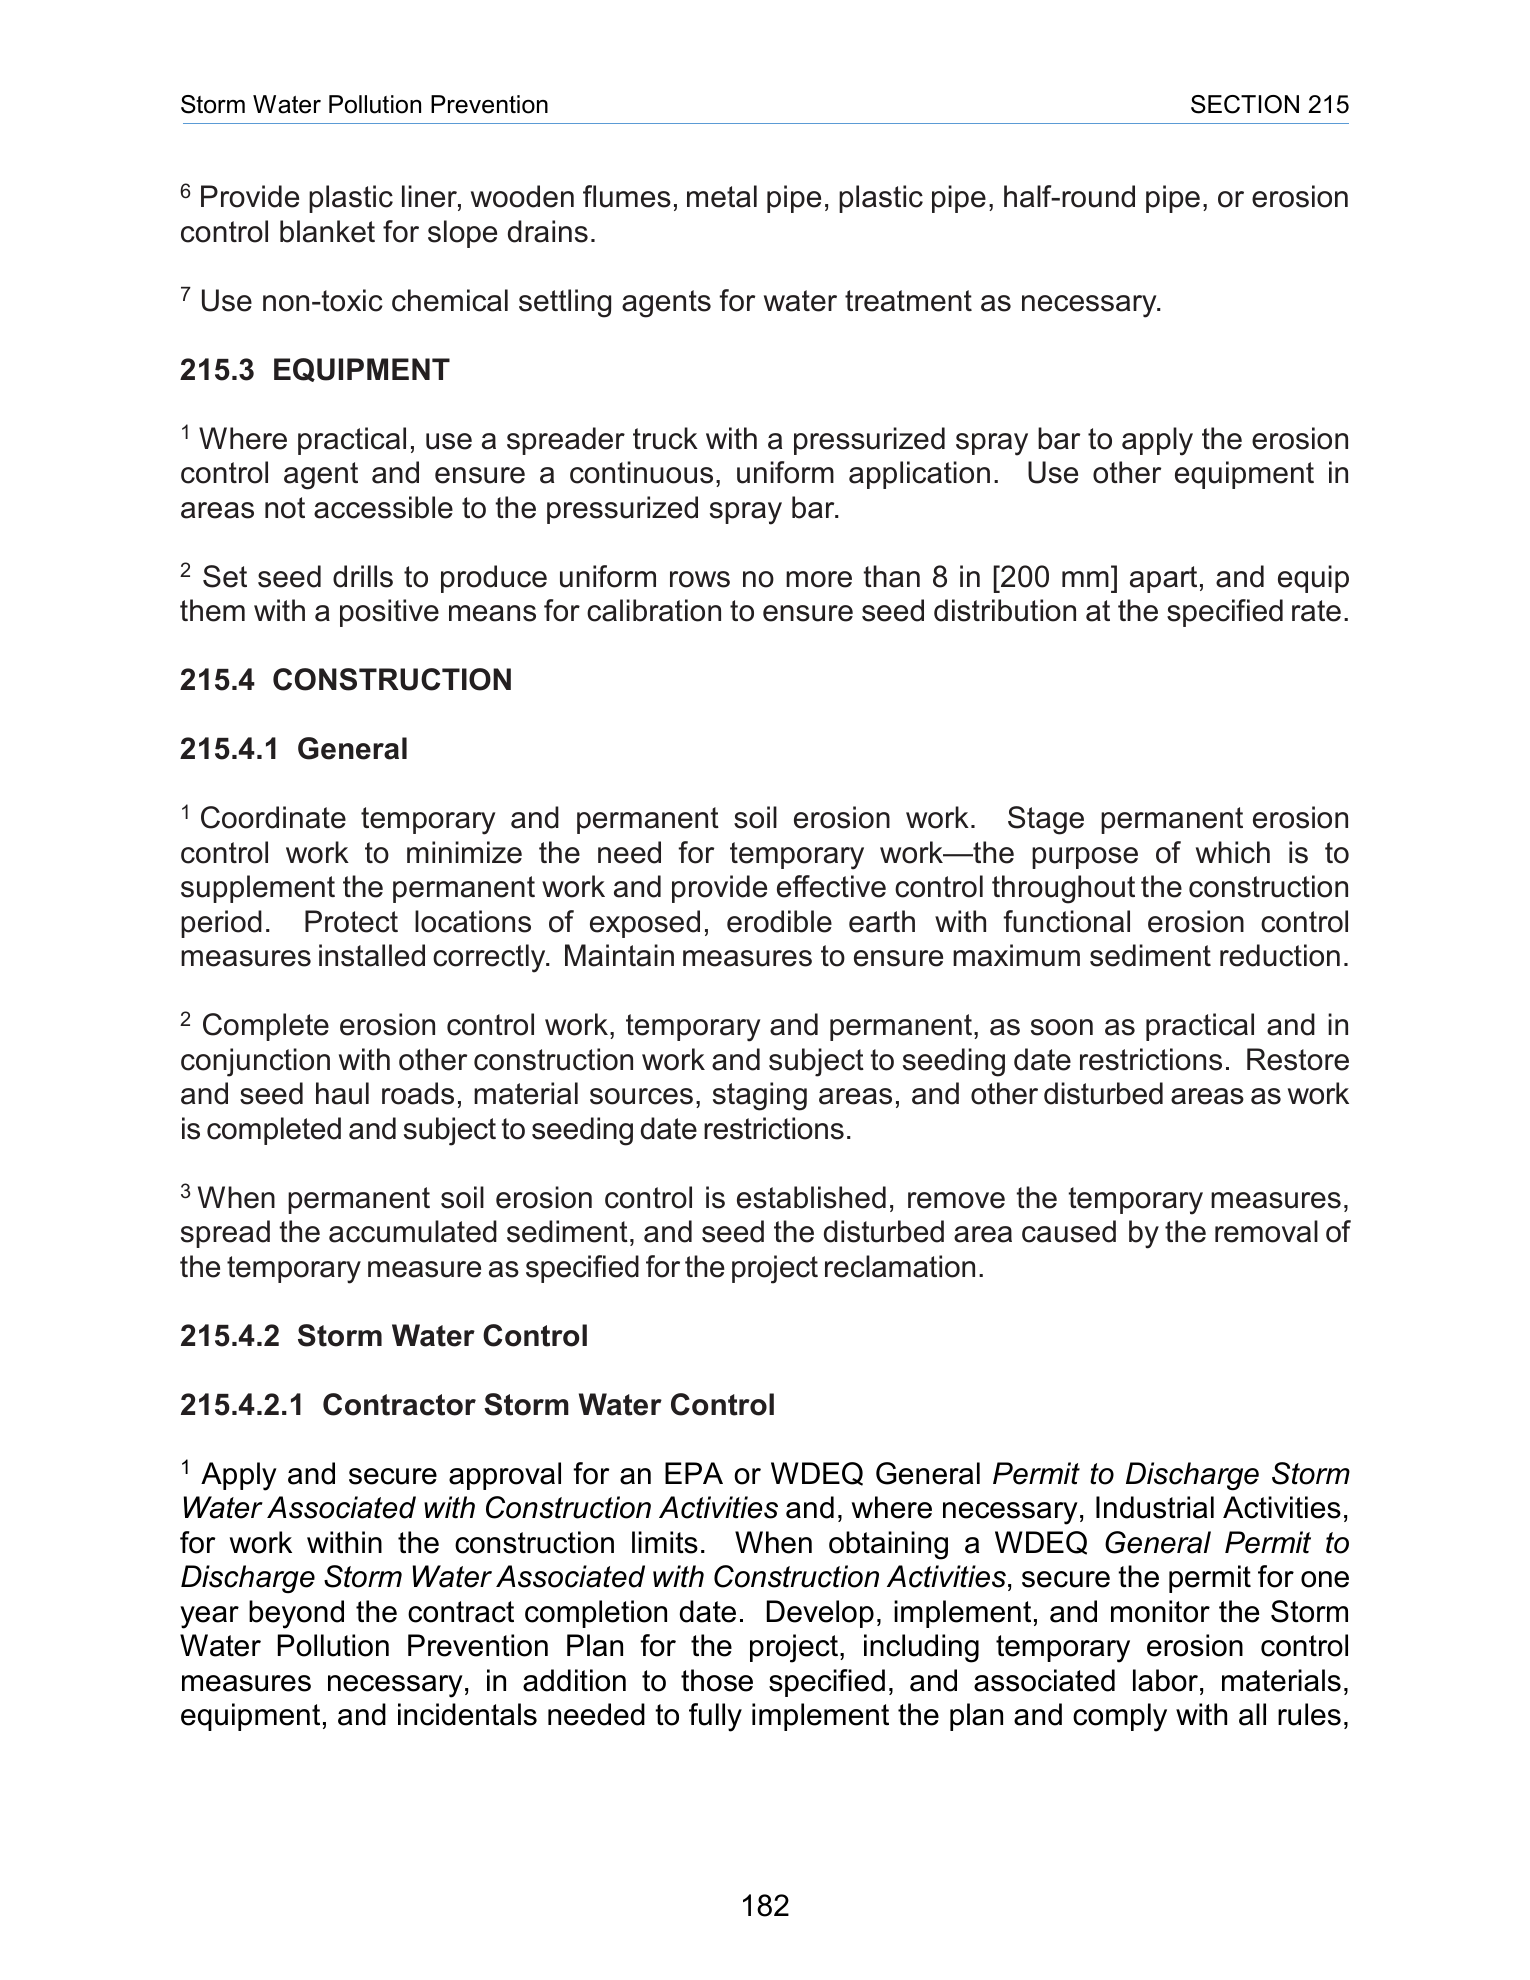 Storm Water Pollution Prevention SECTION 215
6 Provide plastic liner, wooden flumes, metal pipe, plastic pipe, half-round pipe, or erosion
control blanket for slope drains.
7 Use non-toxic chemical settling agents for water treatment as necessary.
215.3 EQUIPMENT
1 Where practical, use a spreader truck with a pressurized spray bar to apply the erosion
control agent and ensure a continuous, uniform application. Use other equipment in
areas not accessible to the pressurized spray bar.
2 Set seed drills to produce uniform rows no more than 8 in [200 mm] apart, and equip
them with a positive means for calibration to ensure seed distribution at the specified rate.
215.4 CONSTRUCTION
215.4.1 General
1 Coordinate temporary and permanent soil erosion work. Stage permanent erosion
control work to minimize the need for temporary work—the purpose of which is to
supplement the permanent work and provide effective control throughout the construction
period. Protect locations of exposed, erodible earth with functional erosion control
measures installed correctly. Maintain measures to ensure maximum sediment reduction.
2 Complete erosion control work, temporary and permanent, as soon as practical and in
conjunction with other construction work and subject to seeding date restrictions. Restore
and seed haul roads, material sources, staging areas, and other disturbed areas as work
is completed and subject to seeding date restrictions.
3 When permanent soil erosion control is established, remove the temporary measures,
spread the accumulated sediment, and seed the disturbed area caused by the removal of
the temporary measure as specified for the project reclamation.
215.4.2 Storm Water Control
215.4.2.1 Contractor Storm Water Control
1 Apply and secure approval for an EPA or WDEQ General Permit to Discharge Storm
Water Associated with Construction Activities and, where necessary, Industrial Activities,
for work within the construction limits. When obtaining a WDEQ General Permit to
Discharge Storm Water Associated with Construction Activities, secure the permit for one
year beyond the contract completion date. Develop, implement, and monitor the Storm
Water Pollution Prevention Plan for the project, including temporary erosion control
measures necessary, in addition to those specified, and associated labor, materials,
equipment, and incidentals needed to fully implement the plan and comply with all rules,
182